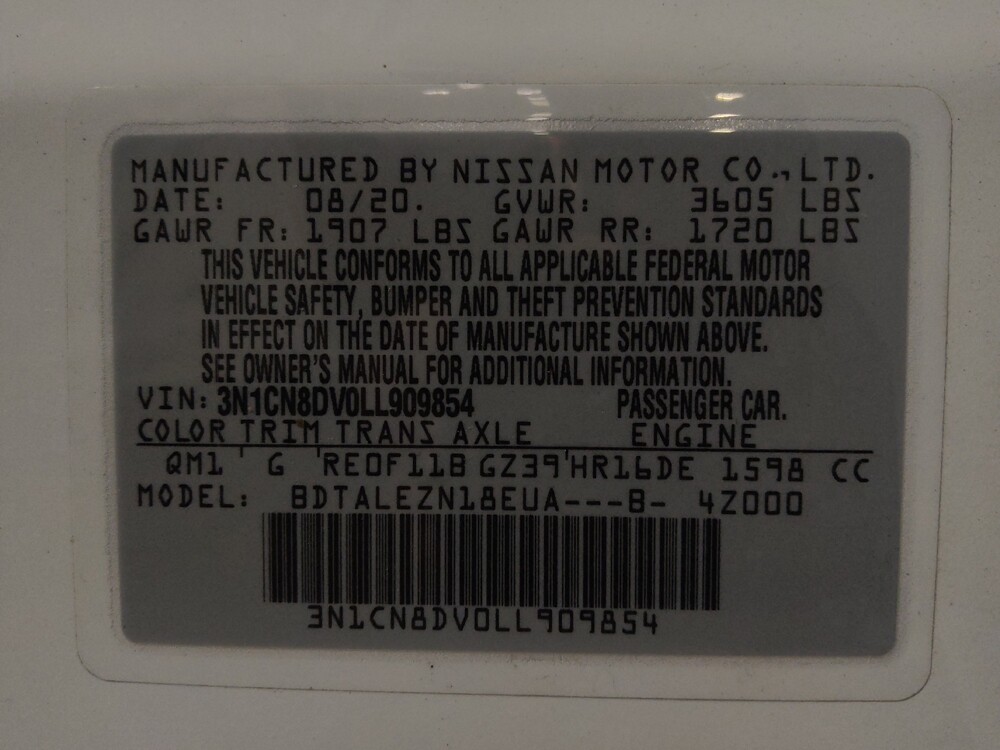 MANUFACTURED BY NISSAN MOTOR CO.,LTD.
DATE: 08/20. GVWR: 3605 LBS
GAWR FR: 1907 LBS GAWR RR: 1720 LBS
THIS VEHICLE CONFORMS TO ALL APPLICABLE FEDERAL MOTOR
VEHICLE SAFETY, BUMPER AND THEFT PREVENTION STANDARDS
IN EFFECT ON THE DATE OF MANUFACTURE SHOWN ABOVE.
SEE OWNER'S MANUAL FOR ADDITIONAL INFORMATION.
VIN: 3N1CN8DV0LL909854 PASSENGER CAR.
COLOR TRIM TRANS AXLE ENGINE
QM1 ' G 'RE0F11B GZ39'HR16DE 1598 CC
MODEL: BDTALEZN18EUA---B- 4Z000
3N1CN8DV0LL909854